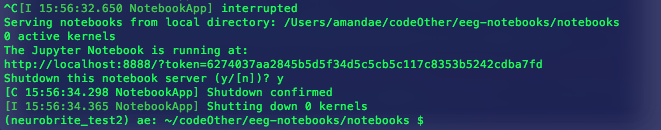 ^C[I 15:56:32.650 NotebookApp] interrupted
Serving notebooks from local directory: /Users/amandae/codeOther/eeg-notebooks/notebooks
0 active kernels
The Jupyter Notebook is running at:
http://localhost:8888/?token=6274037aa2845b5d5f34d5c5cb5c117c8353b5242cdba7fd
Shutdown this notebook server (y/[n])? y
[C 15:56:34.298 NotebookApp] Shutdown confirmed
[I 15:56:34.365 NotebookApp] Shutting down 0 kernels
(neurobrite_test2) ae: ~/codeOther/eeg-notebooks/notebooks $